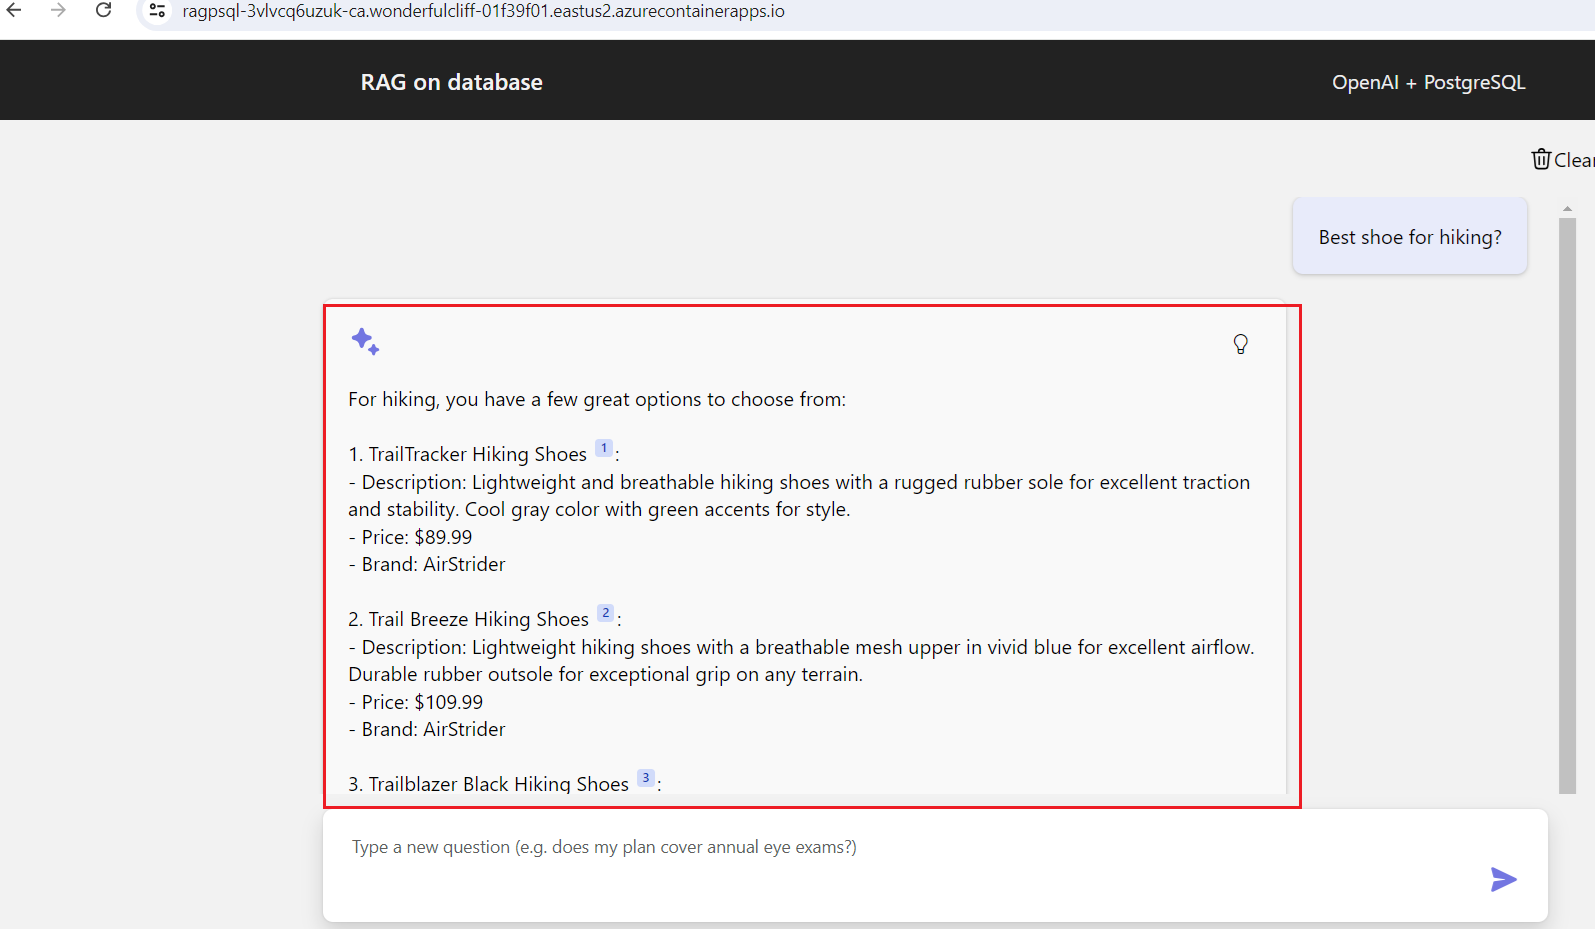 ragpsql-3vlvcq6uzuk-ca.wonderfulcliff-01f39f01.eastus2.azurecontainerapps.io
RAG on database
OpenAI + PostgreSQL
Clear
Best shoe for hiking?
For hiking, you have a few great options to choose from:
1. TrailTracker Hiking Shoes 1 :
- Description: Lightweight and breathable hiking shoes with a rugged rubber sole for excellent traction
and stability. Cool gray color with green accents for style.
- Price: $89.99
- Brand: AirStrider
2. Trail Breeze Hiking Shoes 2 :
- Description: Lightweight hiking shoes with a breathable mesh upper in vivid blue for excellent airflow.
Durable rubber outsole for exceptional grip on any terrain.
- Price: $109.99
- Brand: AirStrider
3. Trailblazer Black Hiking Shoes 3 :
Type a new question (e.g. does my plan cover annual eye exams?)